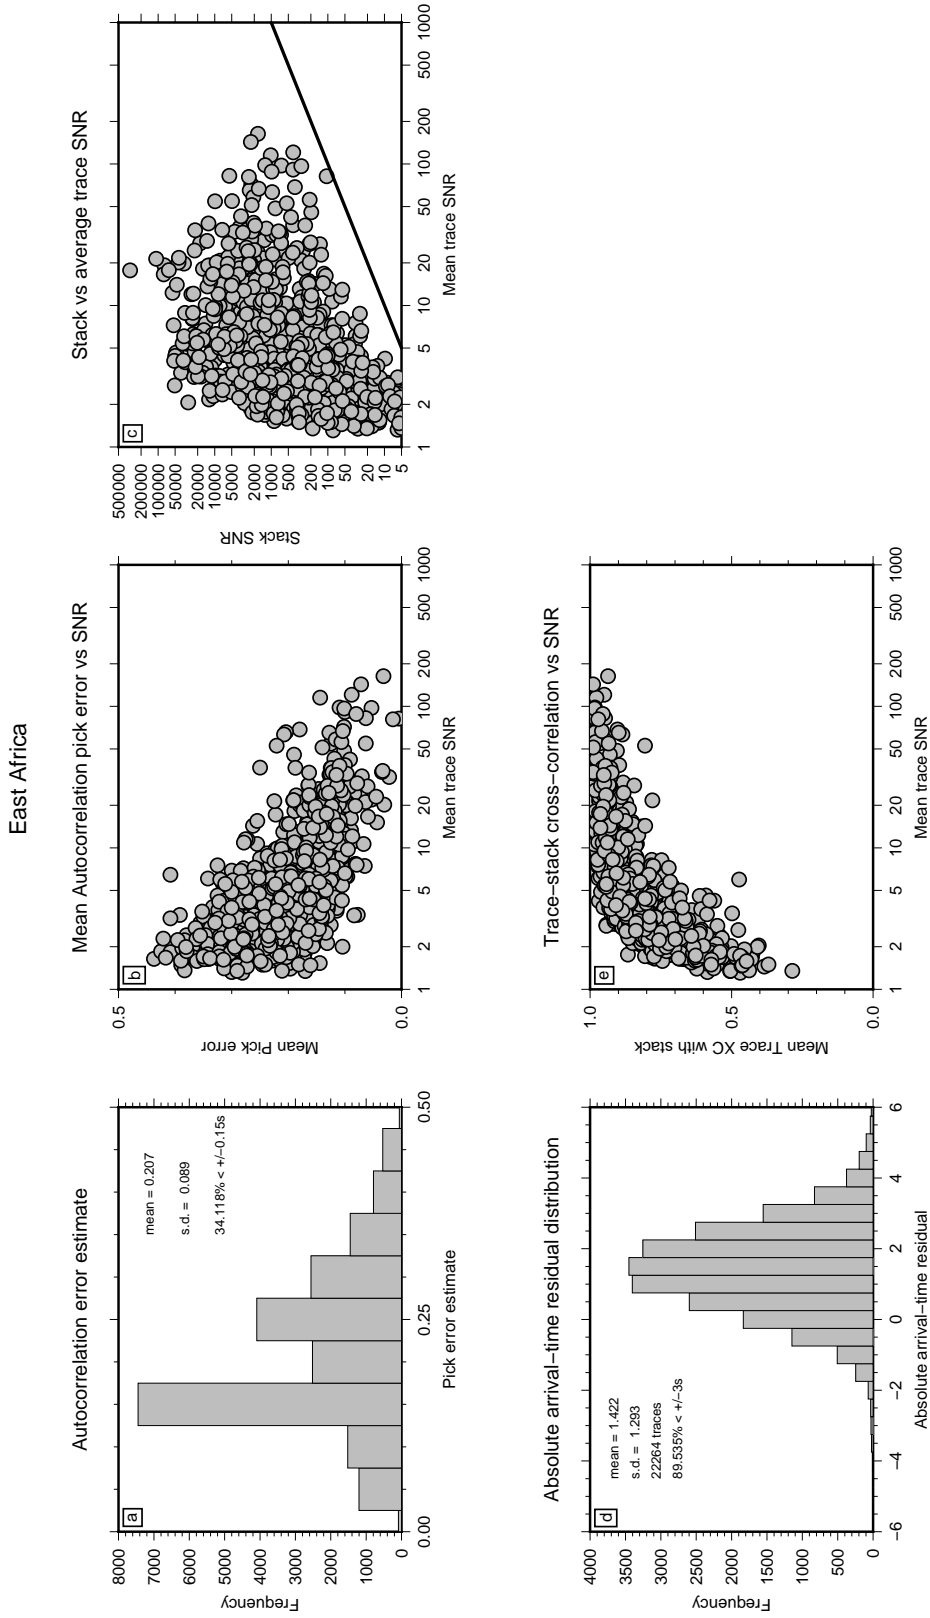 East Africa
Autocorrelation error estimate
a
mean = 0.207
s.d. = 0.089
34.118% < +/−0.15s
8000
7000
6000
5000
4000
3000
2000
1000
0
Frequency
0.00
0.25
0.50
Pick error estimate
Mean Autocorrelation pick error vs SNR
b
0.5
0.0
Mean Pick error
1
2
5
10
20
50
100
200
500
1000
Mean trace SNR
Stack vs average trace SNR
c
500000
200000
100000
50000
20000
10000
5000
2000
1000
500
200
100
50
20
10
5
Stack SNR
1
2
5
10
20
50
100
200
500
1000
Mean trace SNR
Absolute arrival−time residual distribution
d
mean = 1.422
s.d. = 1.293
22264 traces
89.535% < +/−3s
4000
3500
3000
2500
2000
1500
1000
500
0
Frequency
−6
−4
−2
0
2
4
6
Absolute arrival−time residual
Trace−stack cross−correlation vs SNR
e
1.0
0.5
0.0
Mean Trace XC with stack
1
2
5
10
20
50
100
200
500
1000
Mean trace SNR